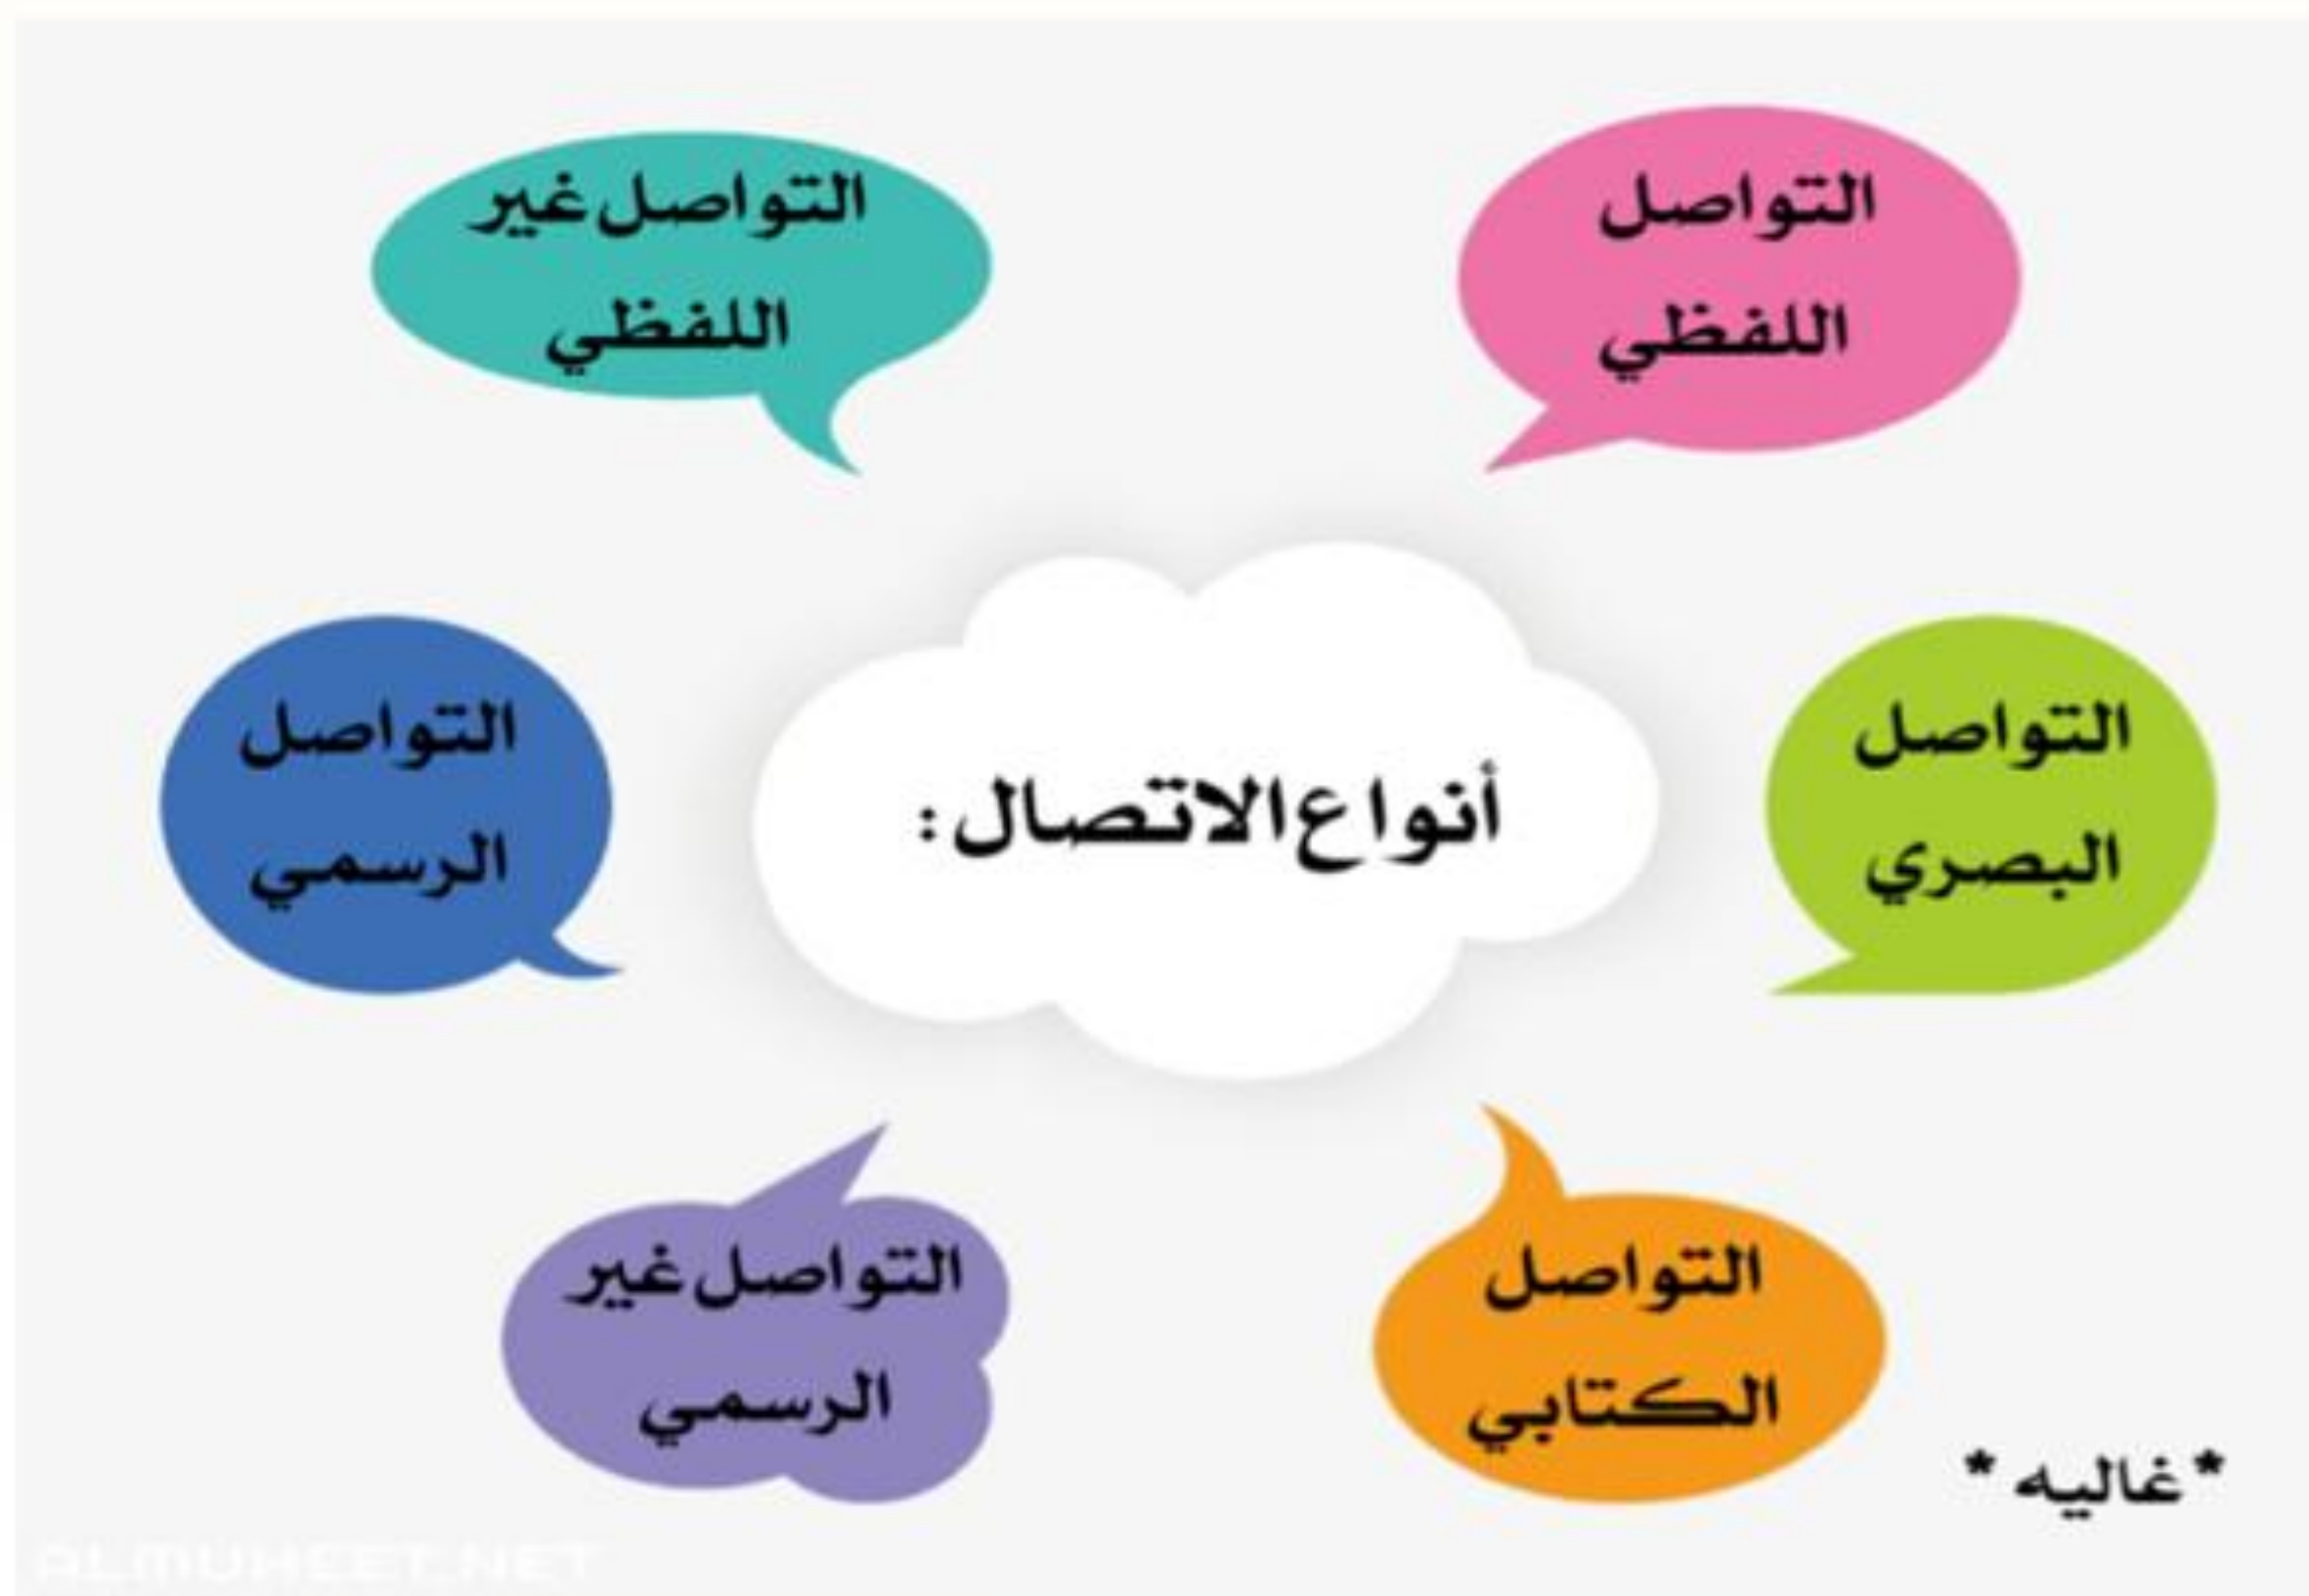 التواصل
اللفظي
التواصل غير
اللفظي
التواصل
البصري
أنواع الاتصال :
التواصل
الرسمي
التواصل
الكتابي
التواصل غير
الرسمي
* غاليه *
ALMUHEET.NET